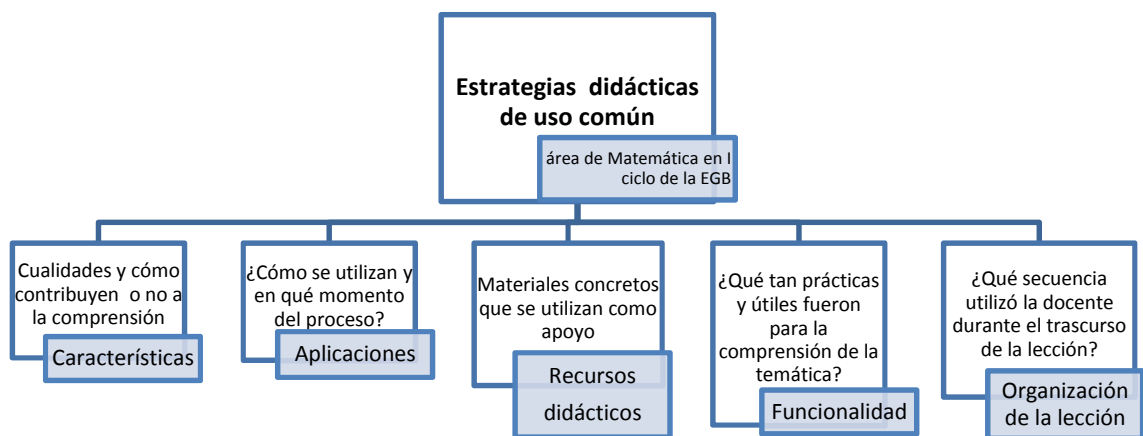 Estrategias didácticas
de uso común
área de Matemática en I
ciclo de la EGB
Cualidades y cómo
contribuyen o no a
la comprensión
Características
¿Cómo se utilizan y
en qué momento
del proceso?
Aplicaciones
Materiales concretos
que se utilizan como
apoyo
Recursos
didácticos
¿Qué tan prácticas
y útiles fueron
para la
comprensión de la
temática?
Funcionalidad
¿Qué secuencia
utilizó la docente
durante el trascurso
de la lección?
Organización
de la lección